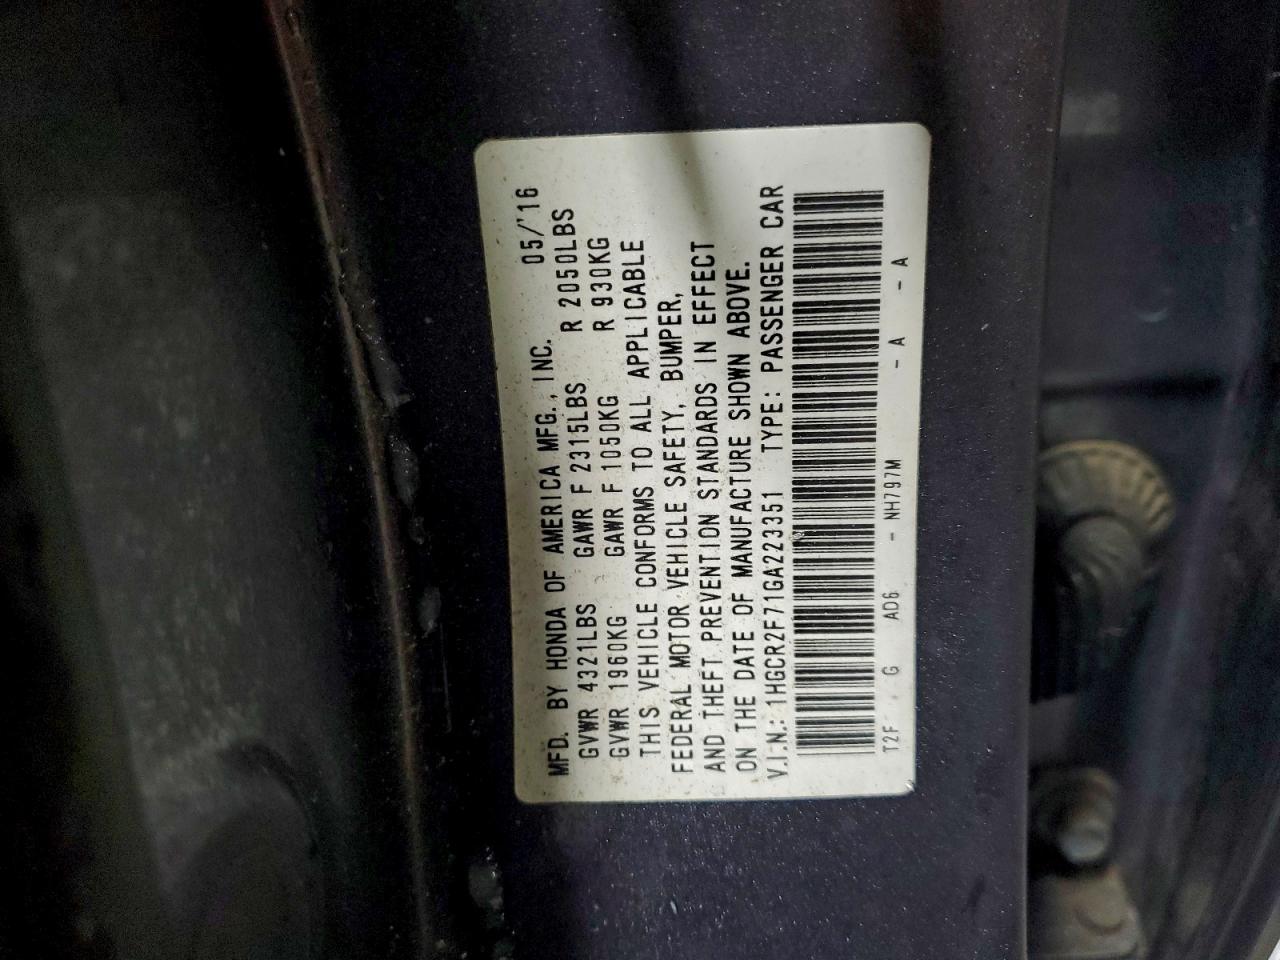 MFD. BY HONDA OF AMERICA MFG., INC. 05/'16
GVWR 4321LBS GAWR F 2315LBS R 2050LBS
GVWR 1960KG GAWR F 1050KG R 930KG
THIS VEHICLE CONFORMS TO ALL APPLICABLE
FEDERAL MOTOR VEHICLE SAFETY, BUMPER,
AND THEFT PREVENTION STANDARDS IN EFFECT
ON THE DATE OF MANUFACTURE SHOWN ABOVE.
V.I.N.: 1HGCR2F71GA223351 TYPE: PASSENGER CAR
T2F G AD6 - NH797M - A - A